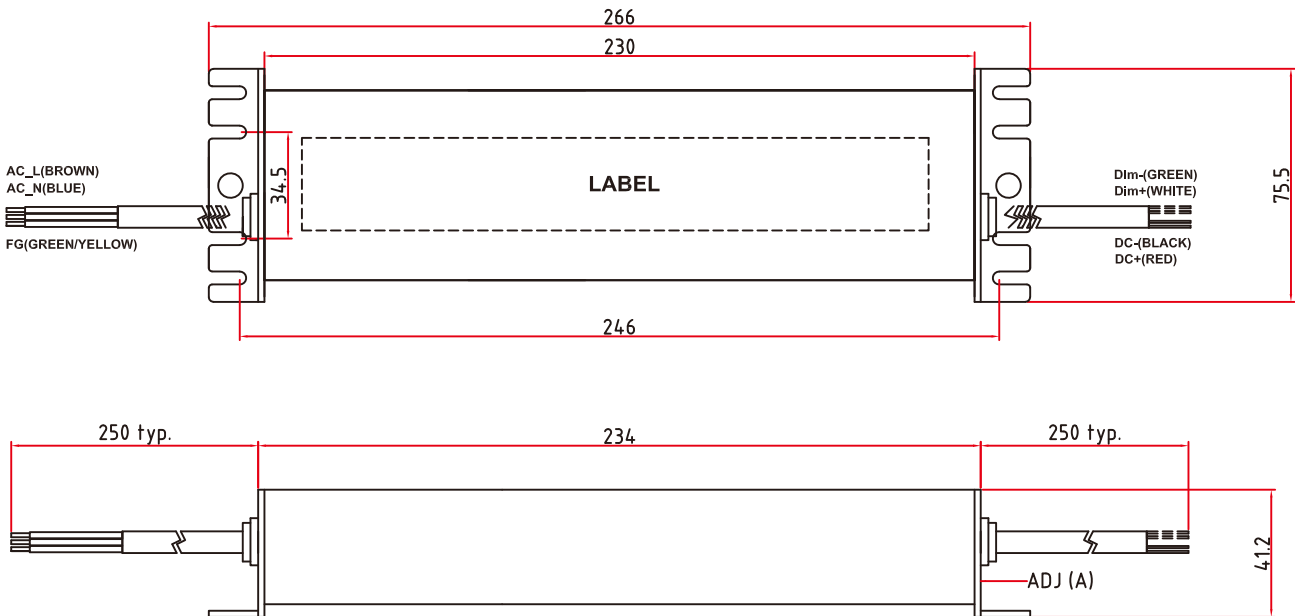 266
230
AC_L(BROWN)
AC_N(BLUE)
FG(GREEN/YELLOW)
34.5
LABEL
DIm-(GREEN)
Dim+(WHITE)
DC-(BLACK)
DC+(RED)
75.5
246
250 typ.
234
250 typ.
41.2
ADJ (A)